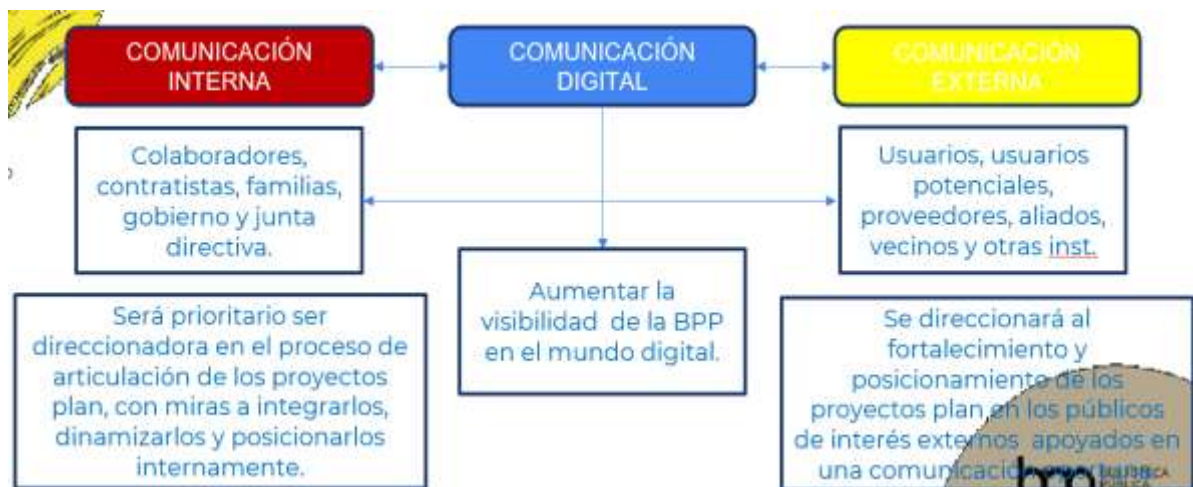 COMUNICACIÓN
INTERNA
COMUNICACIÓN
DIGITAL
COMUNICACIÓN
EXTERNA
Colaboradores,
contratistas, familias,
gobierno y junta
directiva.
Usuarios, usuarios
potenciales,
proveedores, aliados,
vecinos y otras inst.
Será prioritario ser
direccionadora en el proceso de
articulación de los proyectos
plan, con miras a integrarlos,
dinamizarlos y posicionarlos
internamente.
Aumentar la
visibilidad de la BPP
en el mundo digital.
Se direccionará al
fortalecimiento y
posicionamiento de los
proyectos plan en los públicos
de interés externos apoyados en
una comunicación